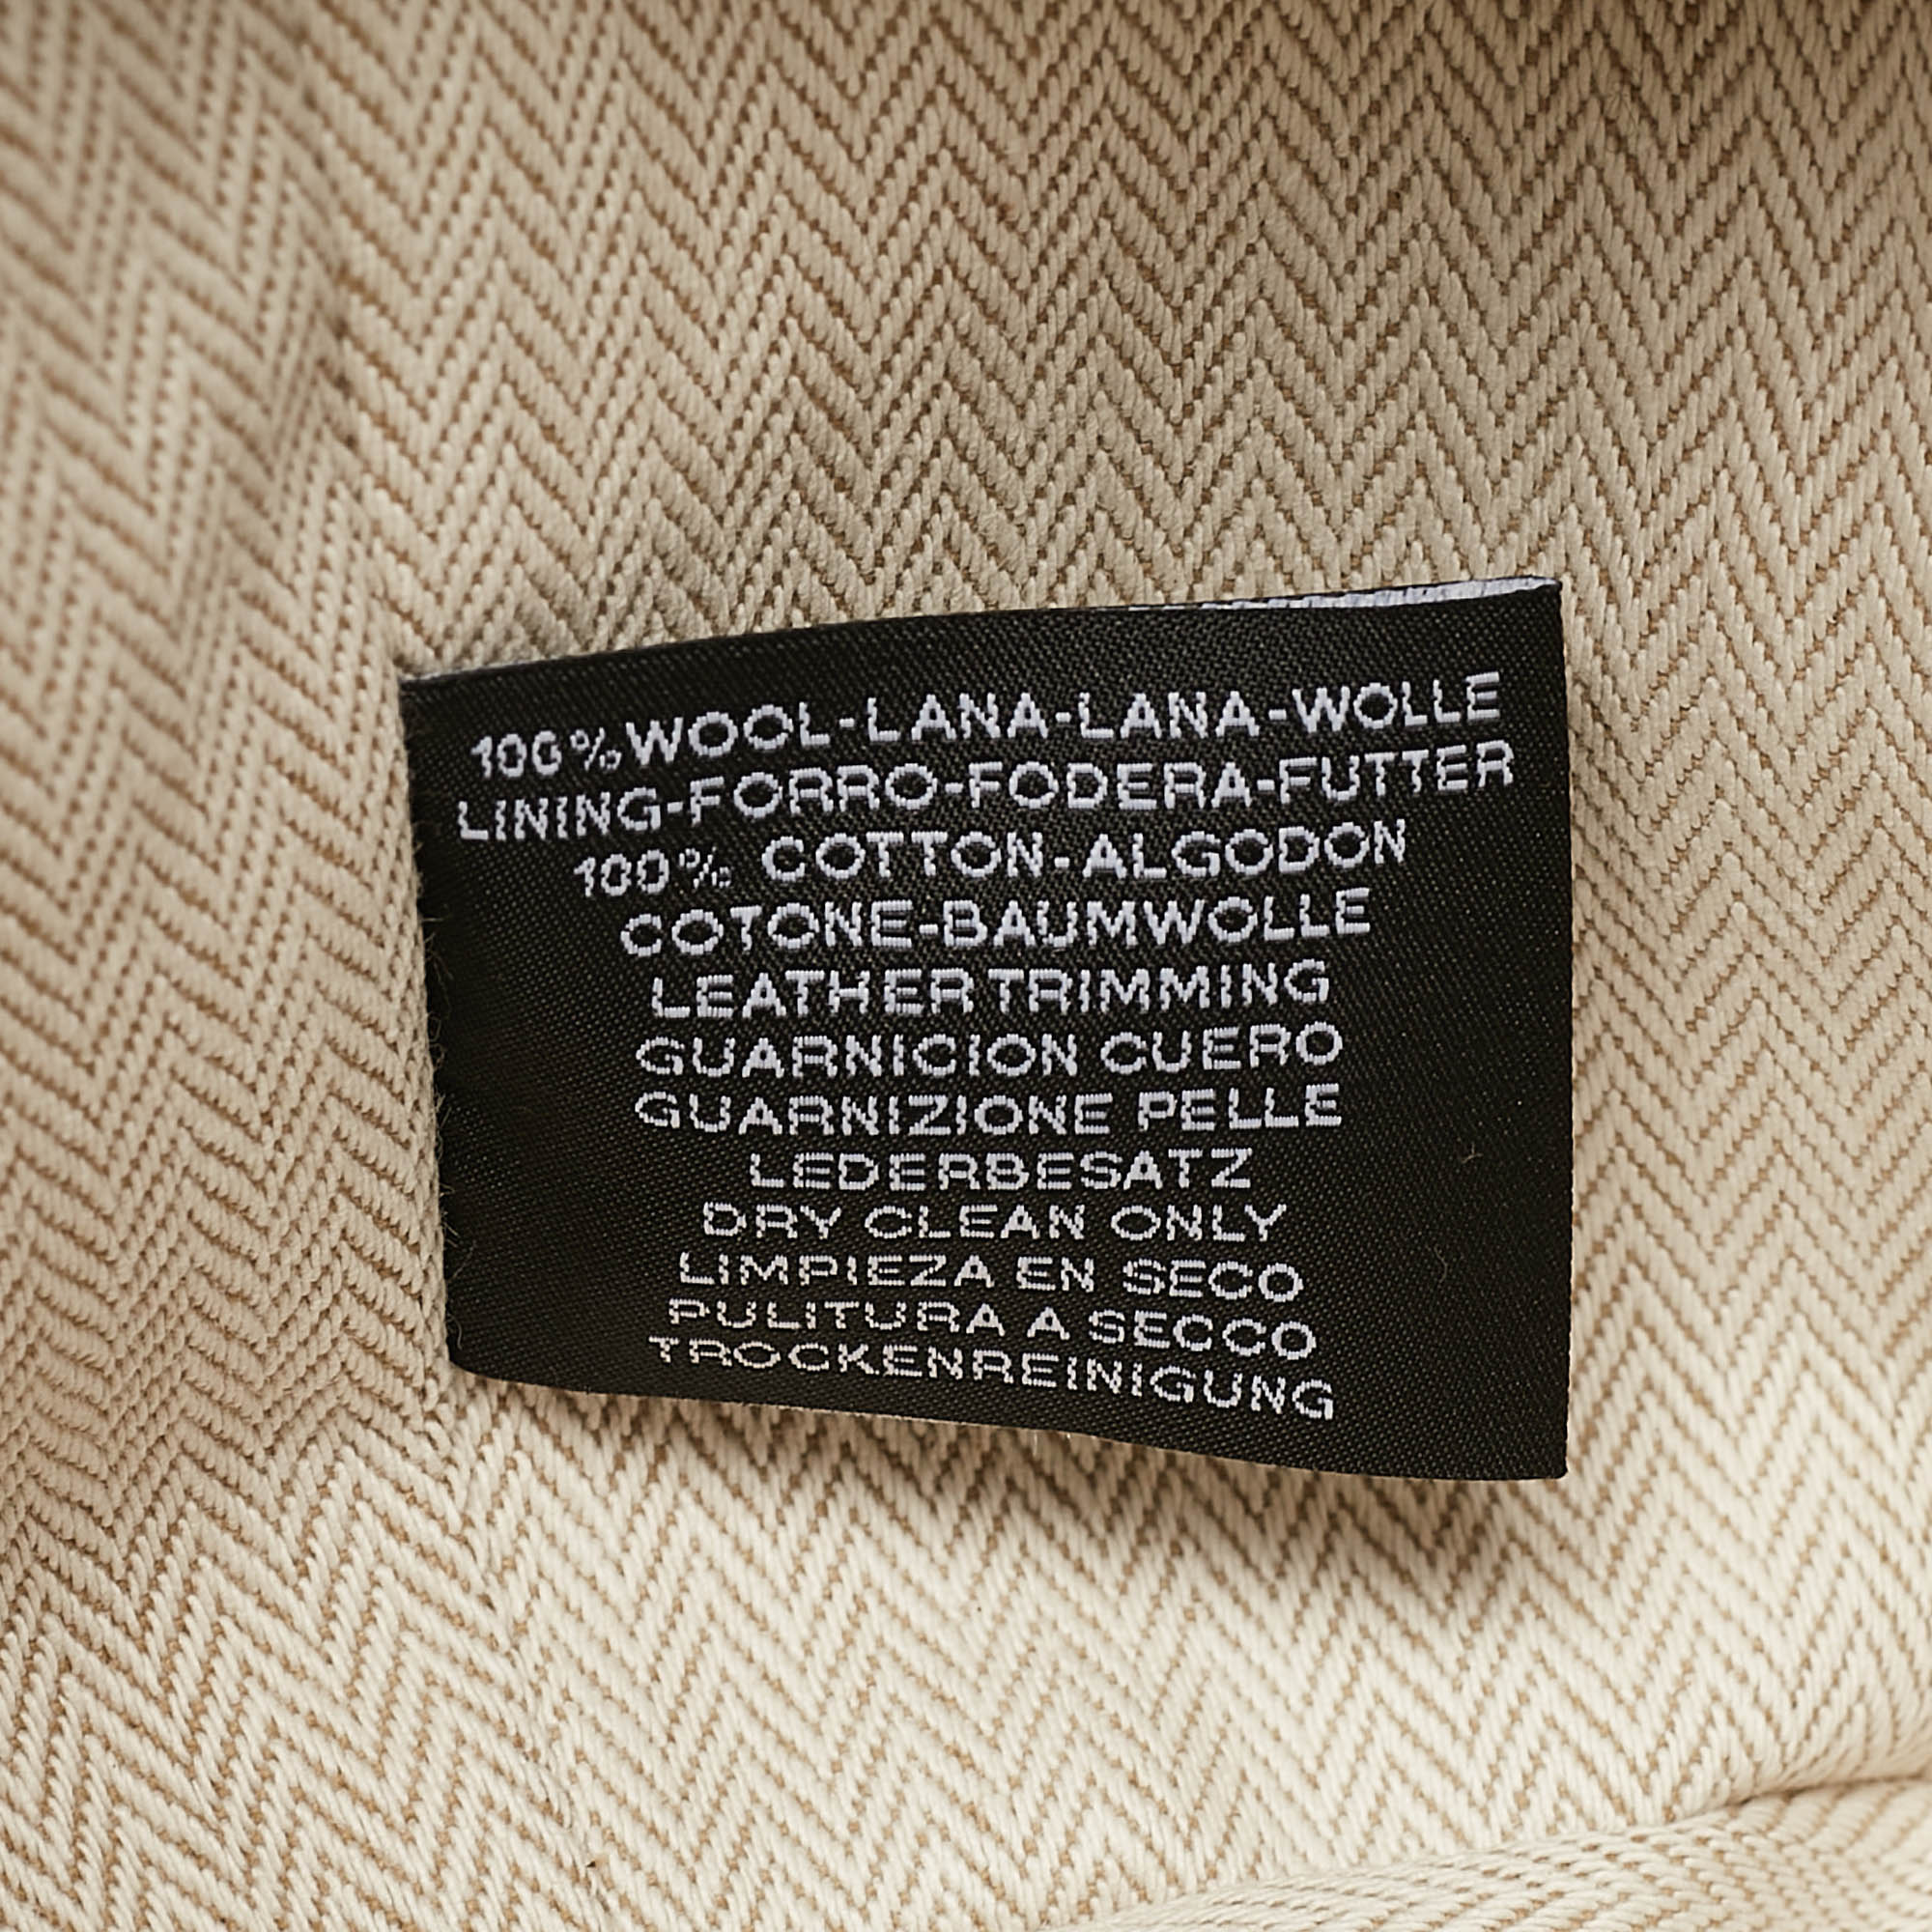 100% WOOL-LANA-LANA-WOLLE
LINING-FORRO-FODERA-FUTTER
100% COTTON-ALGODON
COTONE-BAUMWOLLE
LEATHER TRIMMING
GUARNICION CUERO
GUARNIZIONE PELLE
LEDERBESATZ
DRY CLEAN ONLY
LIMPIEZA EN SECO
PULITURA A SECCO
TROCKENREINIGUNG